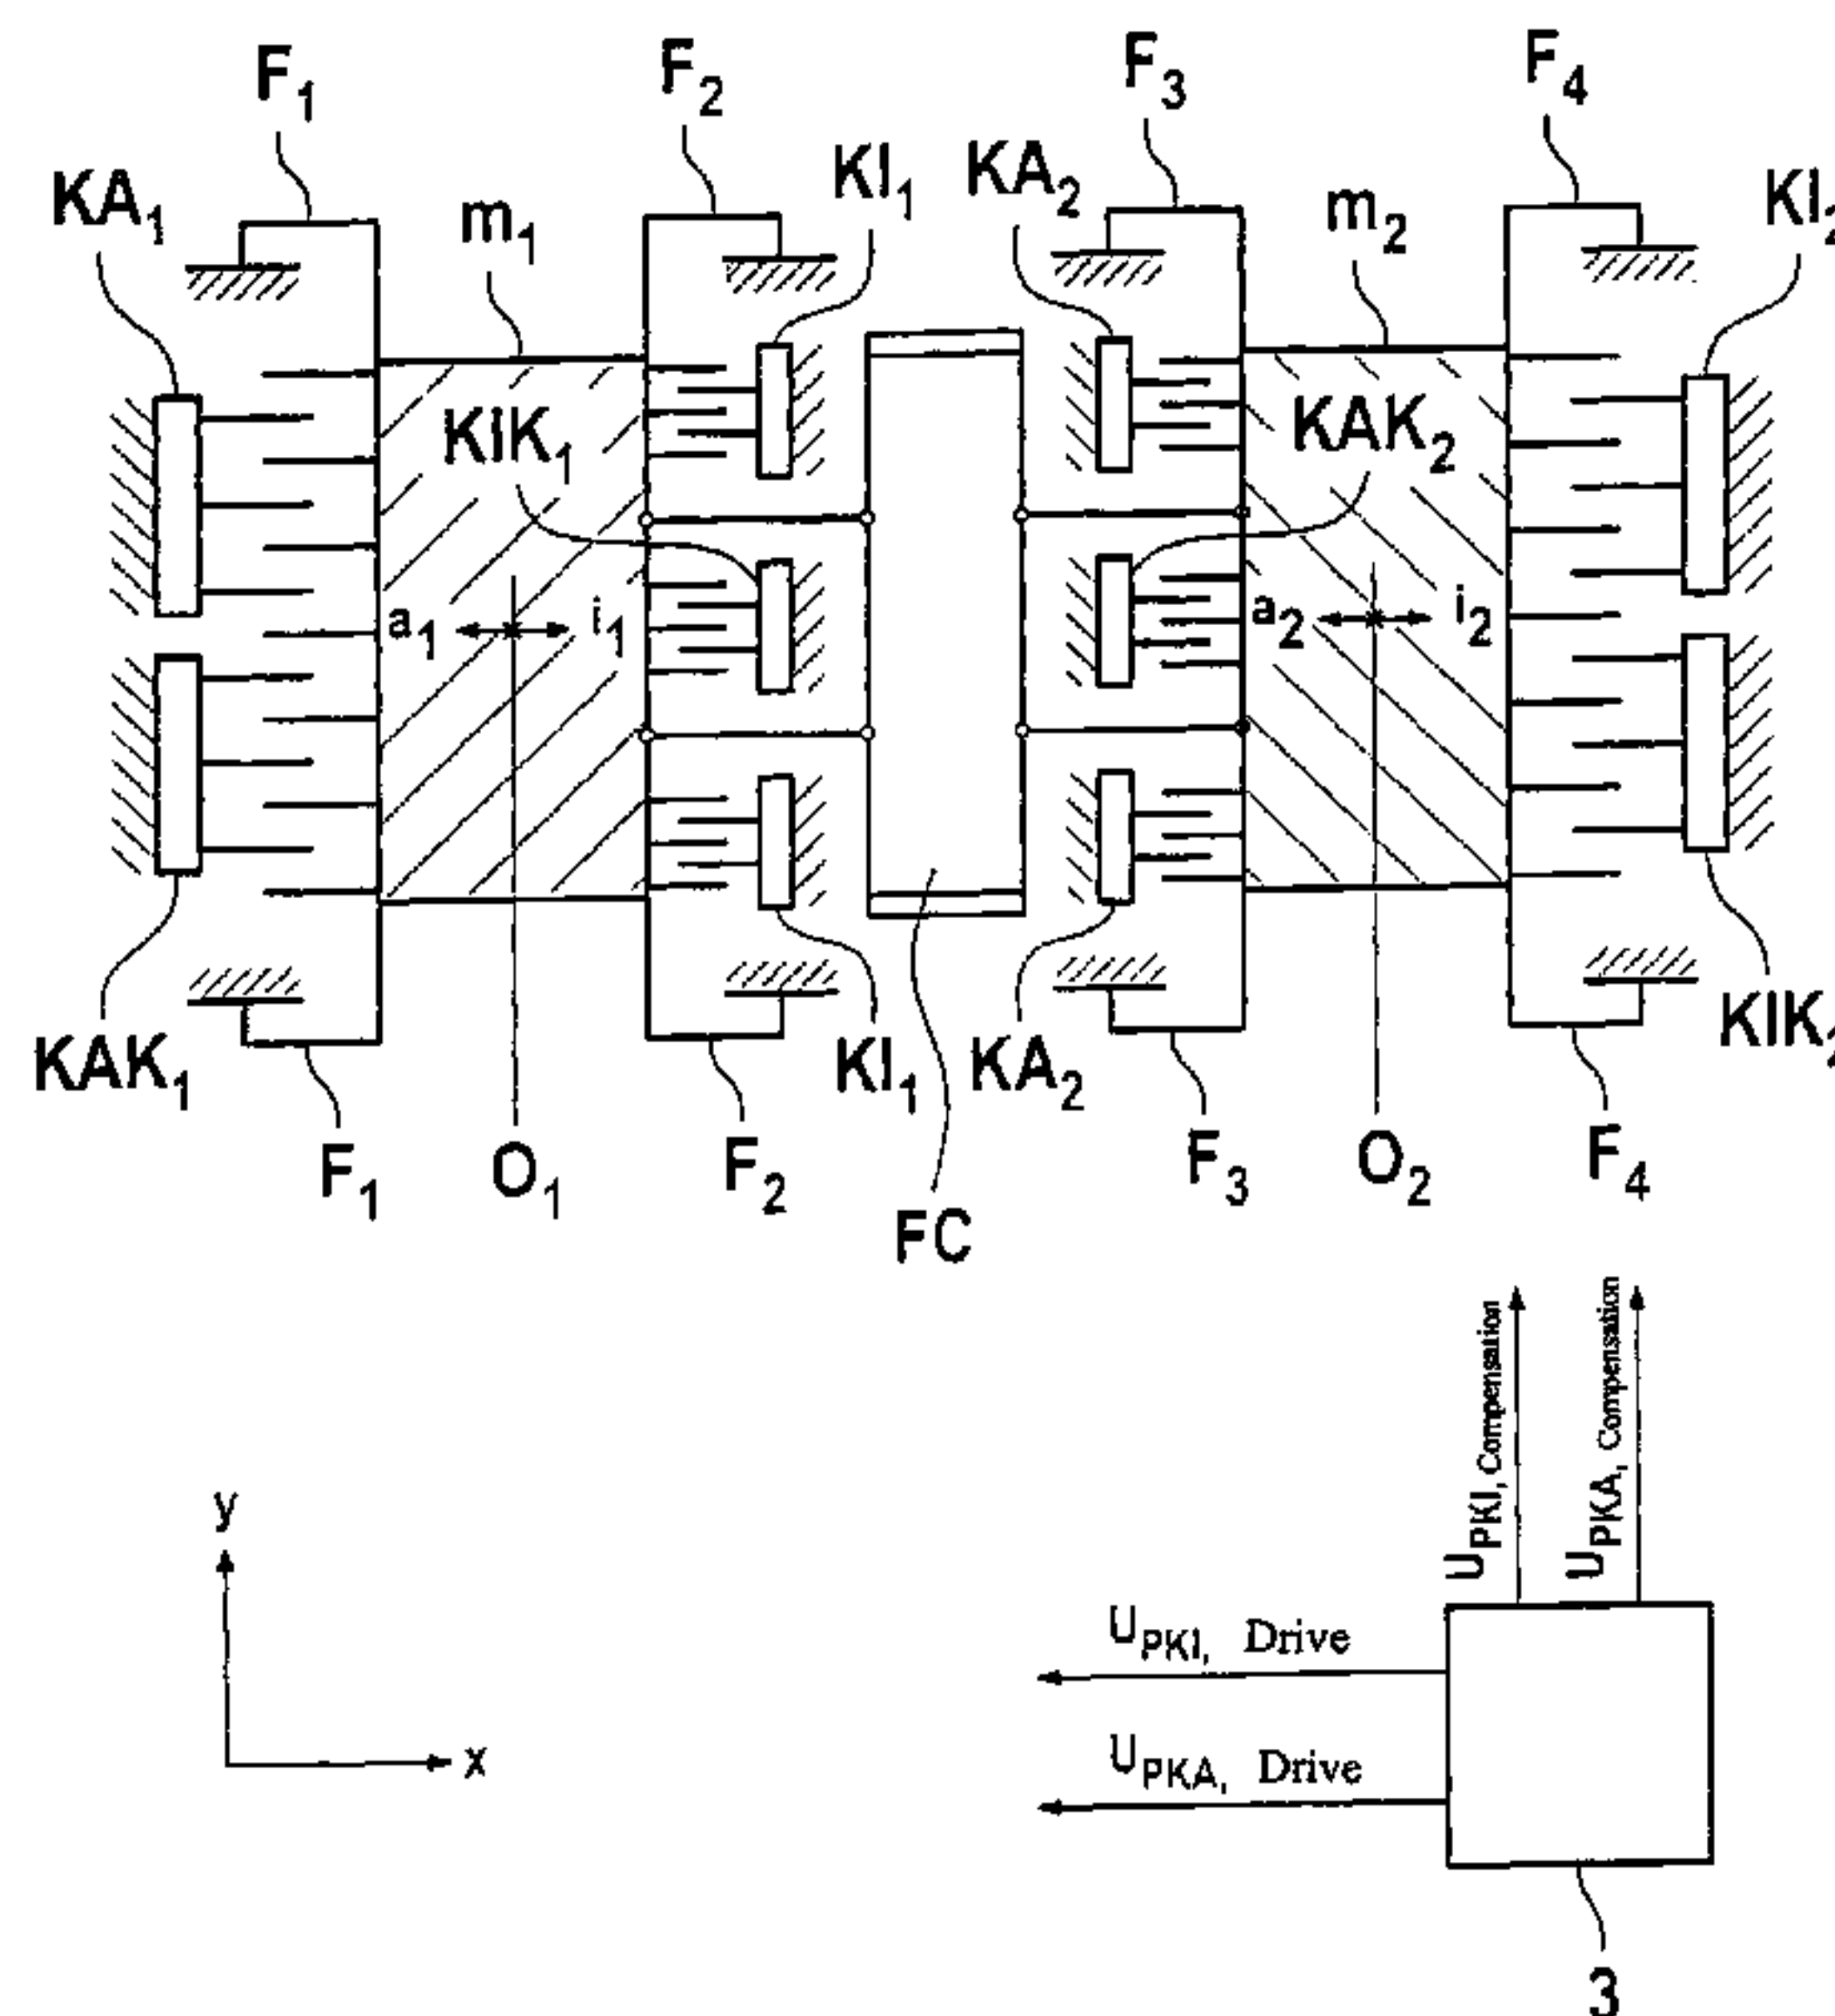 F1 F2 F3 F4
KA1 m1 KI1 KA2 m2 KI2
KIK1 KAK2
a1 i1 a2 i2
KAK1 KI1 KA2 KIK2
F1 O1 F2 F3 O2 F4
FC
UPKI, Compensation
UPKA, Compensation
y
UPKI, Drive
x
UPKA, Drive
3